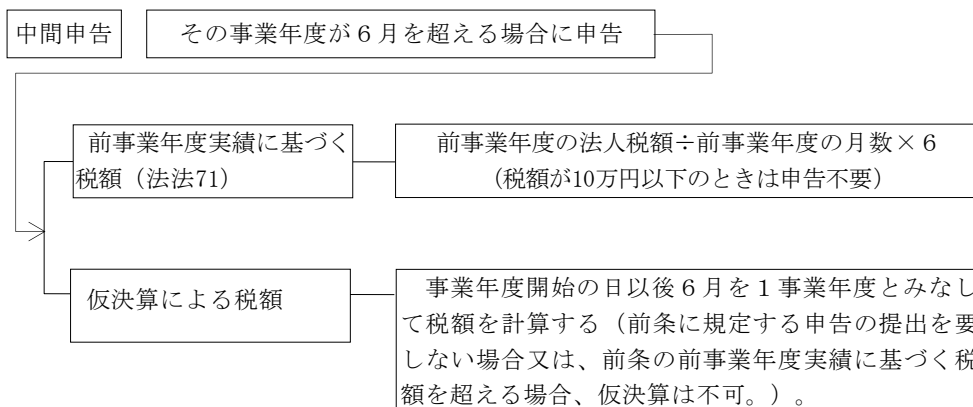 中間申告
その事業年度が６月を超える場合に申告
前事業年度実績に基づく
税額（法法71）
前事業年度の法人税額÷前事業年度の月数×６
（税額が10万円以下のときは申告不要）
仮決算による税額
事業年度開始の日以後６月を１事業年度とみなし
て税額を計算する（前条に規定する申告の提出を要
しない場合又は、前条の前事業年度実績に基づく税
額を超える場合、仮決算は不可。）。